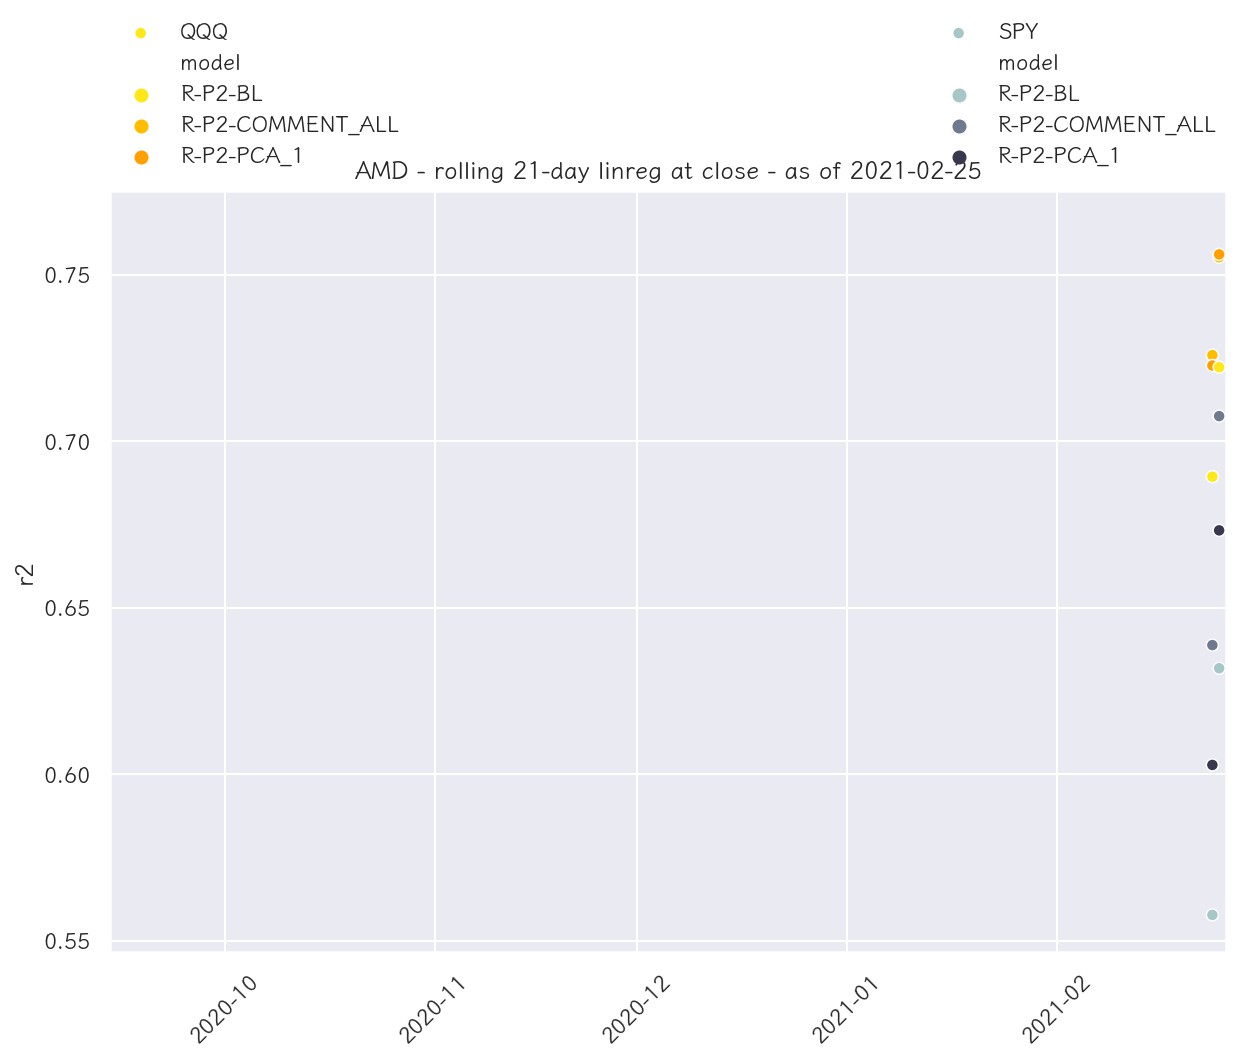 QQQ
model
R-P2-BL
R-P2-COMMENT_ALL
R-P2-PCA_1
SPY
model
R-P2-BL
R-P2-COMMENT_ALL
R-P2-PCA_1
AMD - rolling 21-day linreg at close - as of 2021-02-25
0.75
0.70
0.65
0.60
0.55
r2
2020-10
2020-11
2020-12
2021-01
2021-02